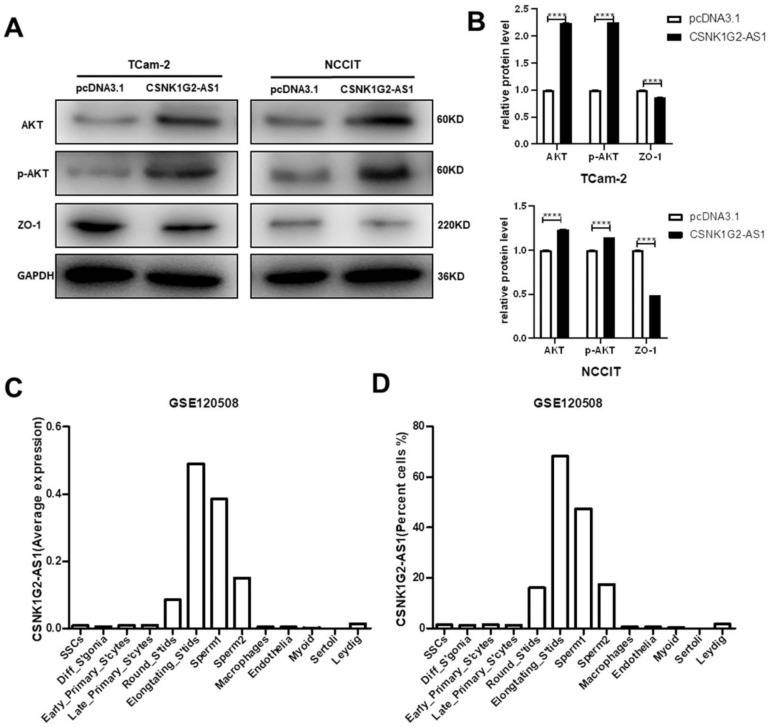 A
TCam-2
NCCIT
pcDNA3.1 CSNK1G2-AS1
pcDNA3.1 CSNK1G2-AS1
AKT
60KD
p-AKT
60KD
ZO-1
220KD
GAPDH
36KD
B
pcDNA3.1
CSNK1G2-AS1
relative protein level
2.5
2.0
1.5
1.0
0.5
0.0
****
****
****
AKT p-AKT ZO-1
TCam-2
pcDNA3.1
CSNK1G2-AS1
relative protein level
1.5
1.0
0.5
0.0
****
****
****
AKT p-AKT ZO-1
NCCIT
C
GSE120508
CSNK1G2-AS1(Average expression)
0.6
0.4
0.2
0.0
SSCs
Diff_S'gonia
Early_Primary_S'cytes
Late_Primary_S'cytes
Round_S'tids
Elongtating_S'tids
Sperm1
Sperm2
Macrophages
Endothelia
Myoid
Sertoli
Leydig
D
GSE120508
CSNK1G2-AS1(Percent cells %)
80
60
40
20
0
SSCs
Diff_S'gonia
Early_Primary_S'cytes
Late_Primary_S'cytes
Round_S'tids
Elongtating_S'tids
Sperm1
Sperm2
Macrophages
Endothelia
Myoid
Sertoli
Leydig